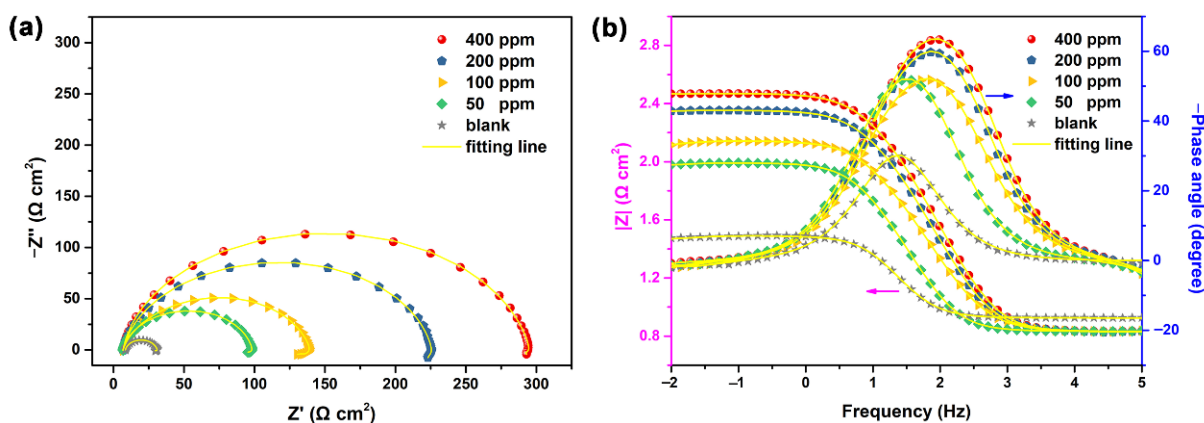 (a)
300
250
200
150
100
50
0
−Z'' (Ω cm²)
0 50 100 150 200 250 300
Z' (Ω cm²)
400 ppm
200 ppm
100 ppm
50 ppm
blank
fitting line
(b)
2.8
2.4
2.0
1.6
1.2
0.8
|Z| (Ω cm²)
−2 −1 0 1 2 3 4 5
Frequency (Hz)
400 ppm
200 ppm
100 ppm
50 ppm
blank
fitting line
60
40
20
0
−20
−Phase angle (degree)